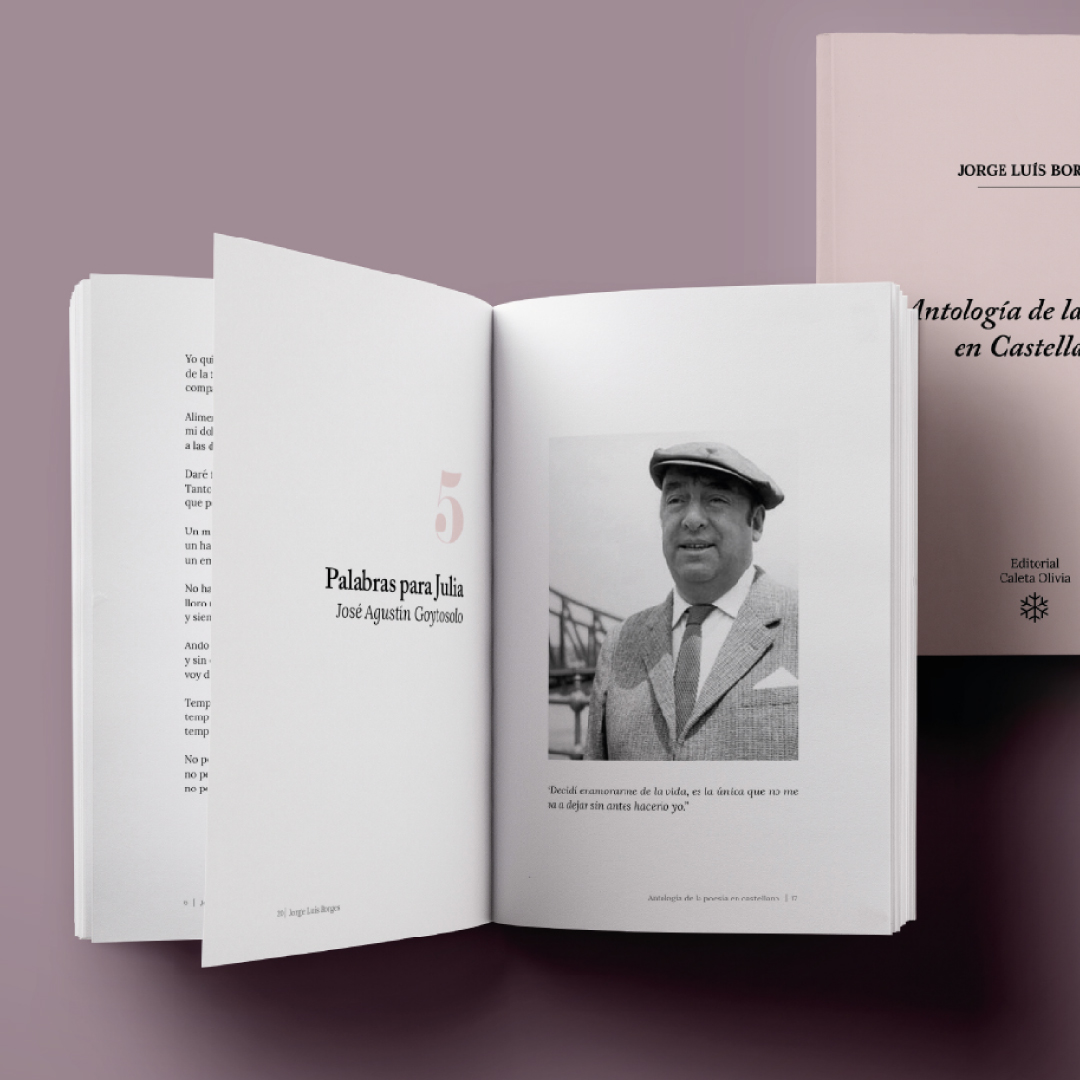 Yo qui
de la
comp
Alime
mi dol
a las d
Daré
Tanto
que p
Un m
un ha
un em
No ha
lloro
y sien
Ando
y sin
voy d
Temp
temp
temp
No p
no p
no p
5
Palabras para Julia
José Agustín Goytosolo
20| Jorge Luis Borges
"Decidí enamorarme de la vida, es la única que no me
va a dejar sin antes hacerlo yo."
Antología de la poesía en castellano | 17
JORGE LUÍS BOR
Antología de la
en Castella
Editorial
Caleta Olivia